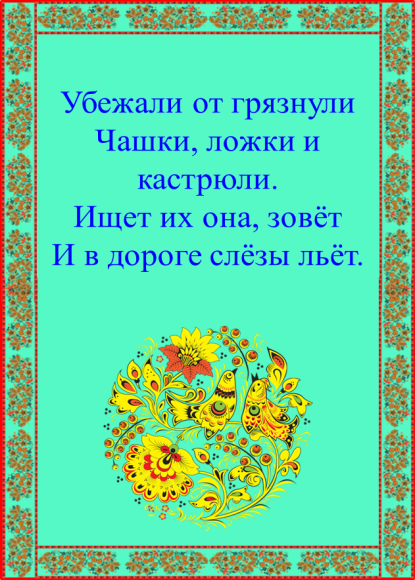 Убежали от грязнули
Чашки, ложки и
кастрюли.
Ищет их она, зовёт
И в дороге слёзы льёт.